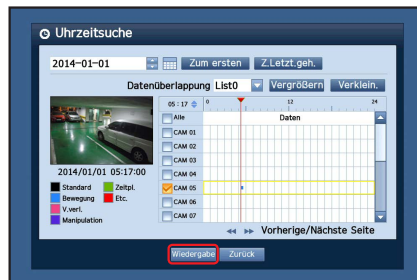 Uhrzeitsuche
2014-01-01 Zum ersten Z.Letzt.geh.
Datenüberlappung List0 Vergrößern Verklein.
05 : 17 0 12 24
Alle Daten
CAM 01
CAM 02
CAM 03
CAM 04
CAM 05
CAM 06
CAM 07
2014/01/01 05:17:00
Standard Zeitpl.
Bewegung Etc.
V.verl.
Manipulation
Vorherige/Nächste Seite
Wiedergabe Zurück